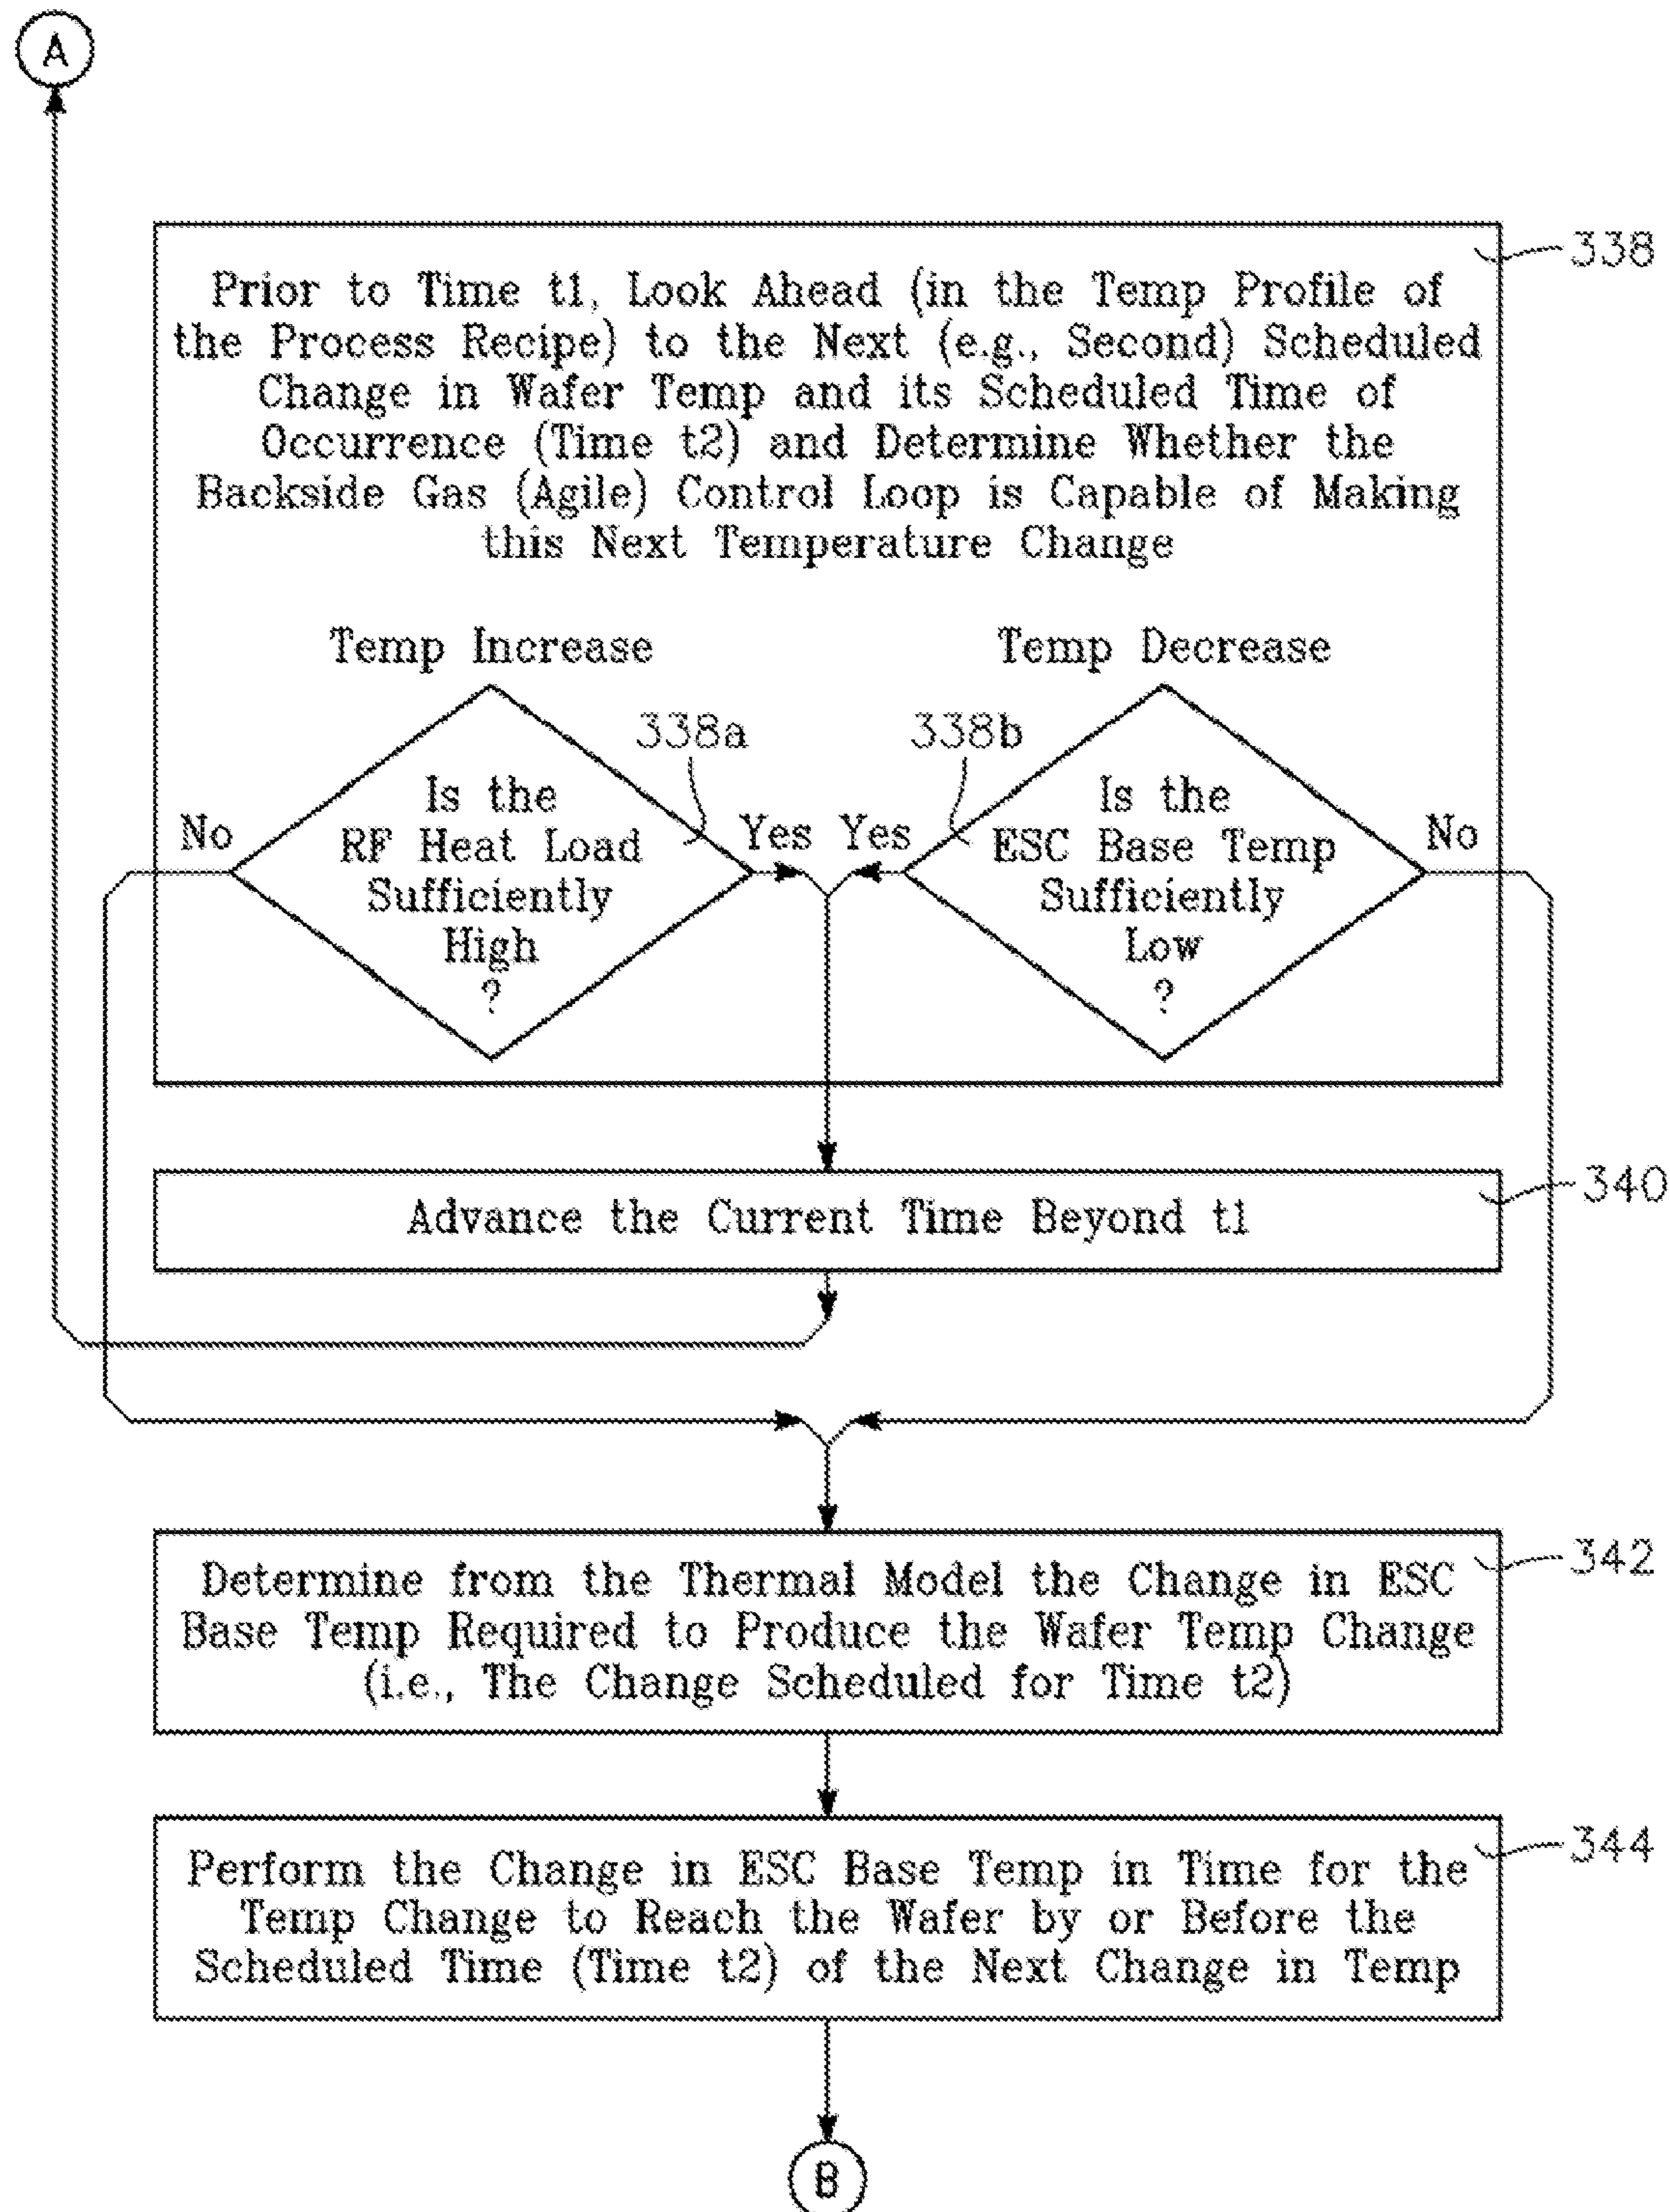 A
338
Prior to Time t1, Look Ahead (in the Temp Profile of
the Process Recipe) to the Next (e.g., Second) Scheduled
Change in Wafer Temp and its Scheduled Time of
Occurrence (Time t2) and Determine Whether the
Backside Gas (Agile) Control Loop is Capable of Making
this Next Temperature Change
Temp Increase
Temp Decrease
338a
338b
No
Is the
RF Heat Load
Sufficiently
High
?
Yes
Yes
Is the
ESC Base Temp
Sufficiently
Low
?
No
340
Advance the Current Time Beyond t1
342
Determine from the Thermal Model the Change in ESC
Base Temp Required to Produce the Wafer Temp Change
(i.e., The Change Scheduled for Time t2)
344
Perform the Change in ESC Base Temp in Time for the
Temp Change to Reach the Wafer by or Before the
Scheduled Time (Time t2) of the Next Change in Temp
B